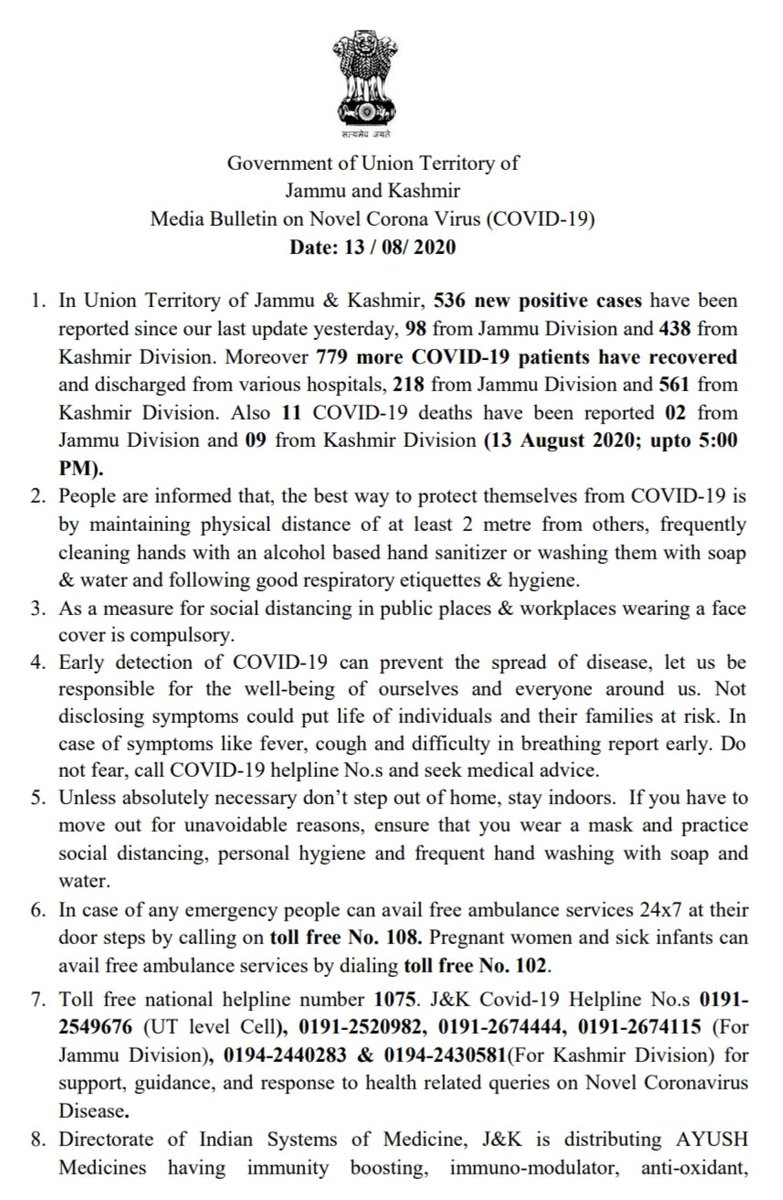 सत्यमेव जयते
Government of Union Territory of
Jammu and Kashmir
Media Bulletin on Novel Corona Virus (COVID-19)
Date: 13 / 08/ 2020
1. In Union Territory of Jammu & Kashmir, 536 new positive cases have been
reported since our last update yesterday, 98 from Jammu Division and 438 from
Kashmir Division. Moreover 779 more COVID-19 patients have recovered
and discharged from various hospitals, 218 from Jammu Division and 561 from
Kashmir Division. Also 11 COVID-19 deaths have been reported 02 from
Jammu Division and 09 from Kashmir Division (13 August 2020; upto 5:00
PM).
2. People are informed that, the best way to protect themselves from COVID-19 is
by maintaining physical distance of at least 2 metre from others, frequently
cleaning hands with an alcohol based hand sanitizer or washing them with soap
& water and following good respiratory etiquettes & hygiene.
3. As a measure for social distancing in public places & workplaces wearing a face
cover is compulsory.
4. Early detection of COVID-19 can prevent the spread of disease, let us be
responsible for the well-being of ourselves and everyone around us. Not
disclosing symptoms could put life of individuals and their families at risk. In
case of symptoms like fever, cough and difficulty in breathing report early. Do
not fear, call COVID-19 helpline No.s and seek medical advice.
5. Unless absolutely necessary don’t step out of home, stay indoors. If you have to
move out for unavoidable reasons, ensure that you wear a mask and practice
social distancing, personal hygiene and frequent hand washing with soap and
water.
6. In case of any emergency people can avail free ambulance services 24x7 at their
door steps by calling on toll free No. 108. Pregnant women and sick infants can
avail free ambulance services by dialing toll free No. 102.
7. Toll free national helpline number 1075. J&K Covid-19 Helpline No.s 0191-
2549676 (UT level Cell), 0191-2520982, 0191-2674444, 0191-2674115 (For
Jammu Division), 0194-2440283 & 0194-2430581(For Kashmir Division) for
support, guidance, and response to health related queries on Novel Coronavirus
Disease.
8. Directorate of Indian Systems of Medicine, J&K is distributing AYUSH
Medicines having immunity boosting, immuno-modulator, anti-oxidant,